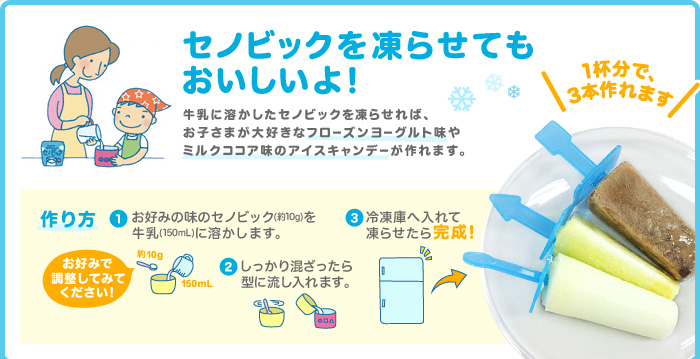 セノビックを凍らせても
おいしいよ!
1杯分で、
3本作れます
牛乳に溶かしたセノビックを凍らせれば、
お子さまが大好きなフローズンヨーグルト味や
ミルクココア味のアイスキャンデーが作れます。
作り方
1 お好みの味のセノビック(約10g)を
牛乳(150mL)に溶かします。
お好みで
調整してみて
ください!
約10g
150mL
2 しっかり混ざったら
型に流し入れます。
3 冷凍庫へ入れて
凍らせたら完成!